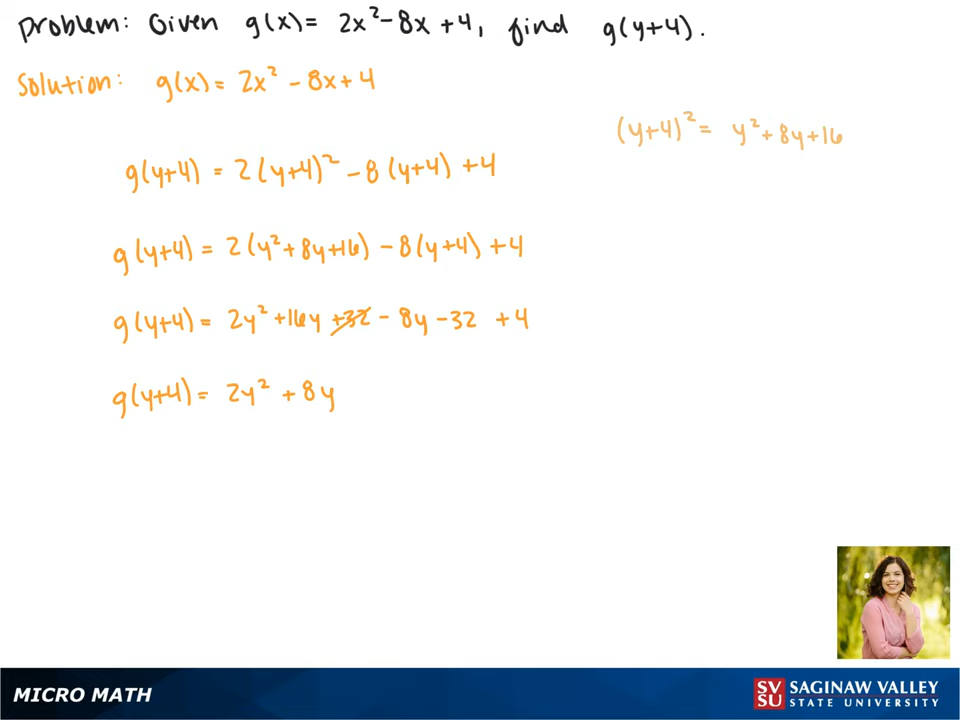 Problem: Given g(x) = 2x² - 8x + 4, find g(y+4).
Solution: g(x) = 2x² - 8x + 4
(y+4)² = y² + 8y + 16
g(y+4) = 2(y+4)² - 8(y+4) + 4
g(y+4) = 2(y² + 8y + 16) - 8(y+4) + 4
g(y+4) = 2y² + 16y + 32 - 8y - 32 + 4
g(y+4) = 2y² + 8y
MICRO MATH
SV SU SAGINAW VALLEY
STATE UNIVERSITY